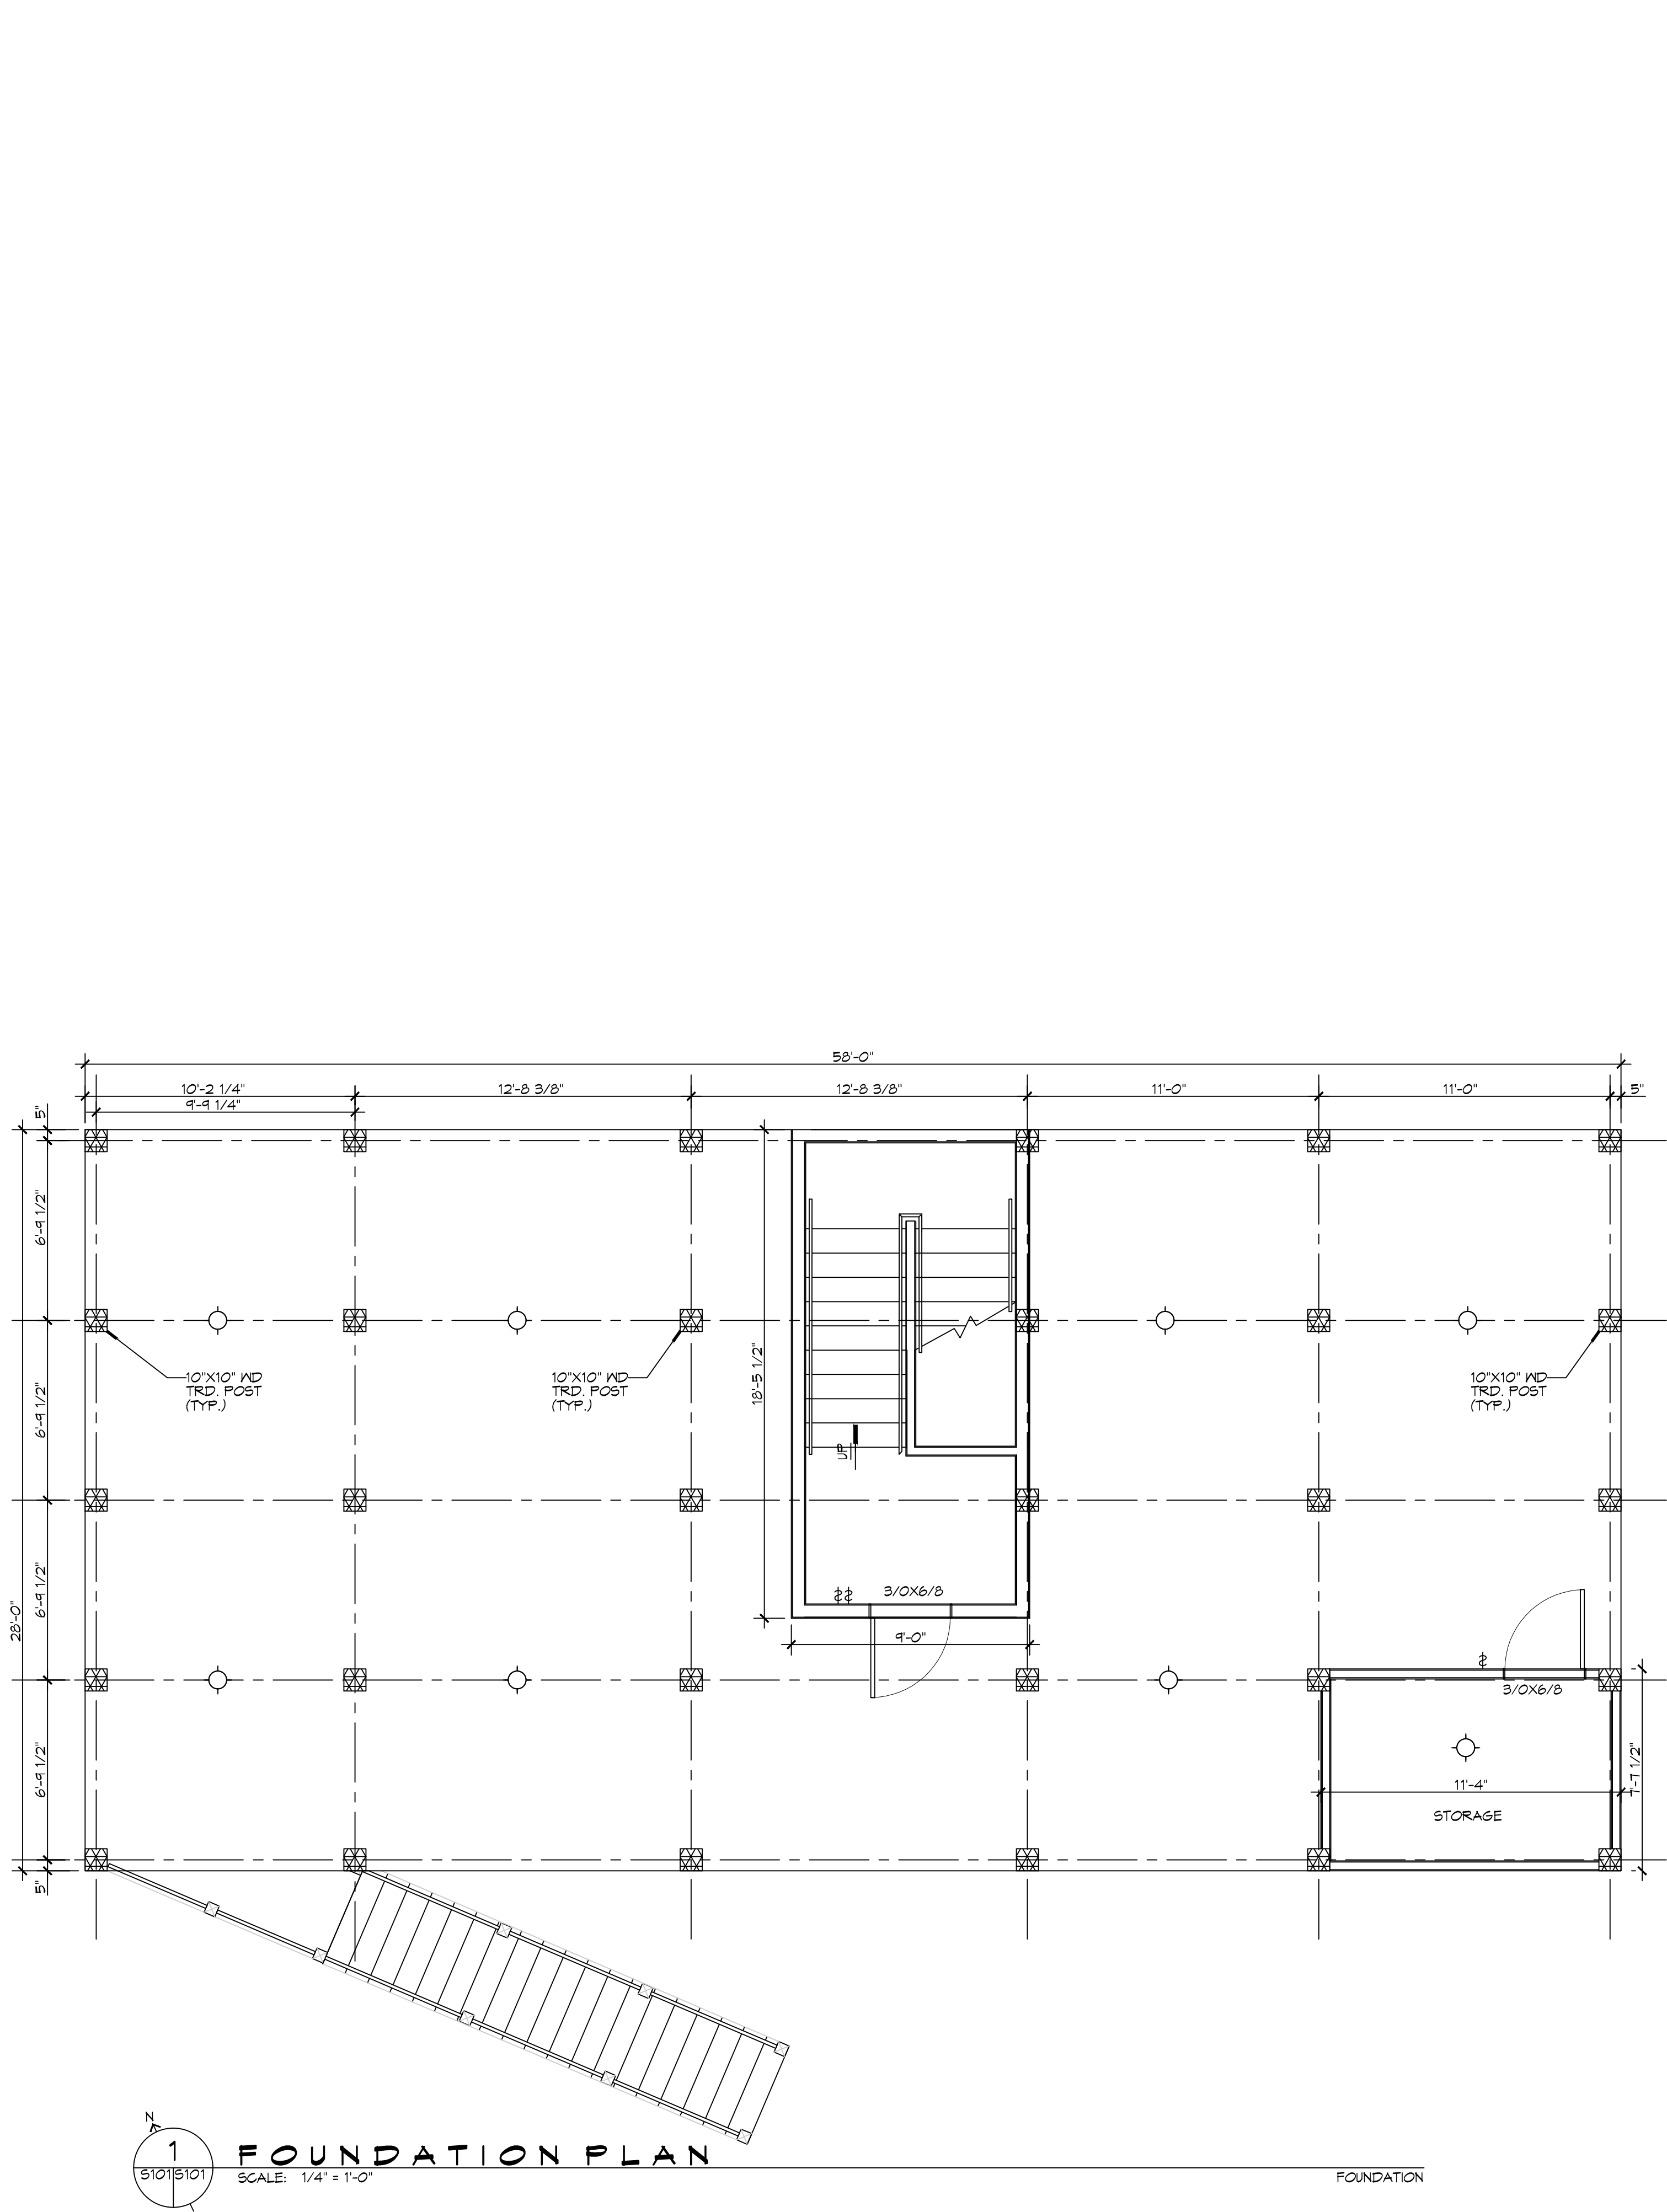 58'-0"
10'-2 1/4"
12'-8 3/8"
12'-8 3/8"
11'-0"
11'-0"
5"
9'-9 1/4"
5"
6'-9 1/2"
6'-9 1/2"
6'-9 1/2"
6'-9 1/2"
5"
28'-0"
10"X10" WD
TRD. POST
(TYP.)
10"X10" WD
TRD. POST
(TYP.)
18'-5 1/2"
UP
10"X10" WD
TRD. POST
(TYP.)
3/0X6/8
9'-0"
3/0X6/8
11'-4"
STORAGE
7'-7 1/2"
N
1
S101
S101
FOUNDATION PLAN
SCALE: 1/4" = 1'-0"
FOUNDATION